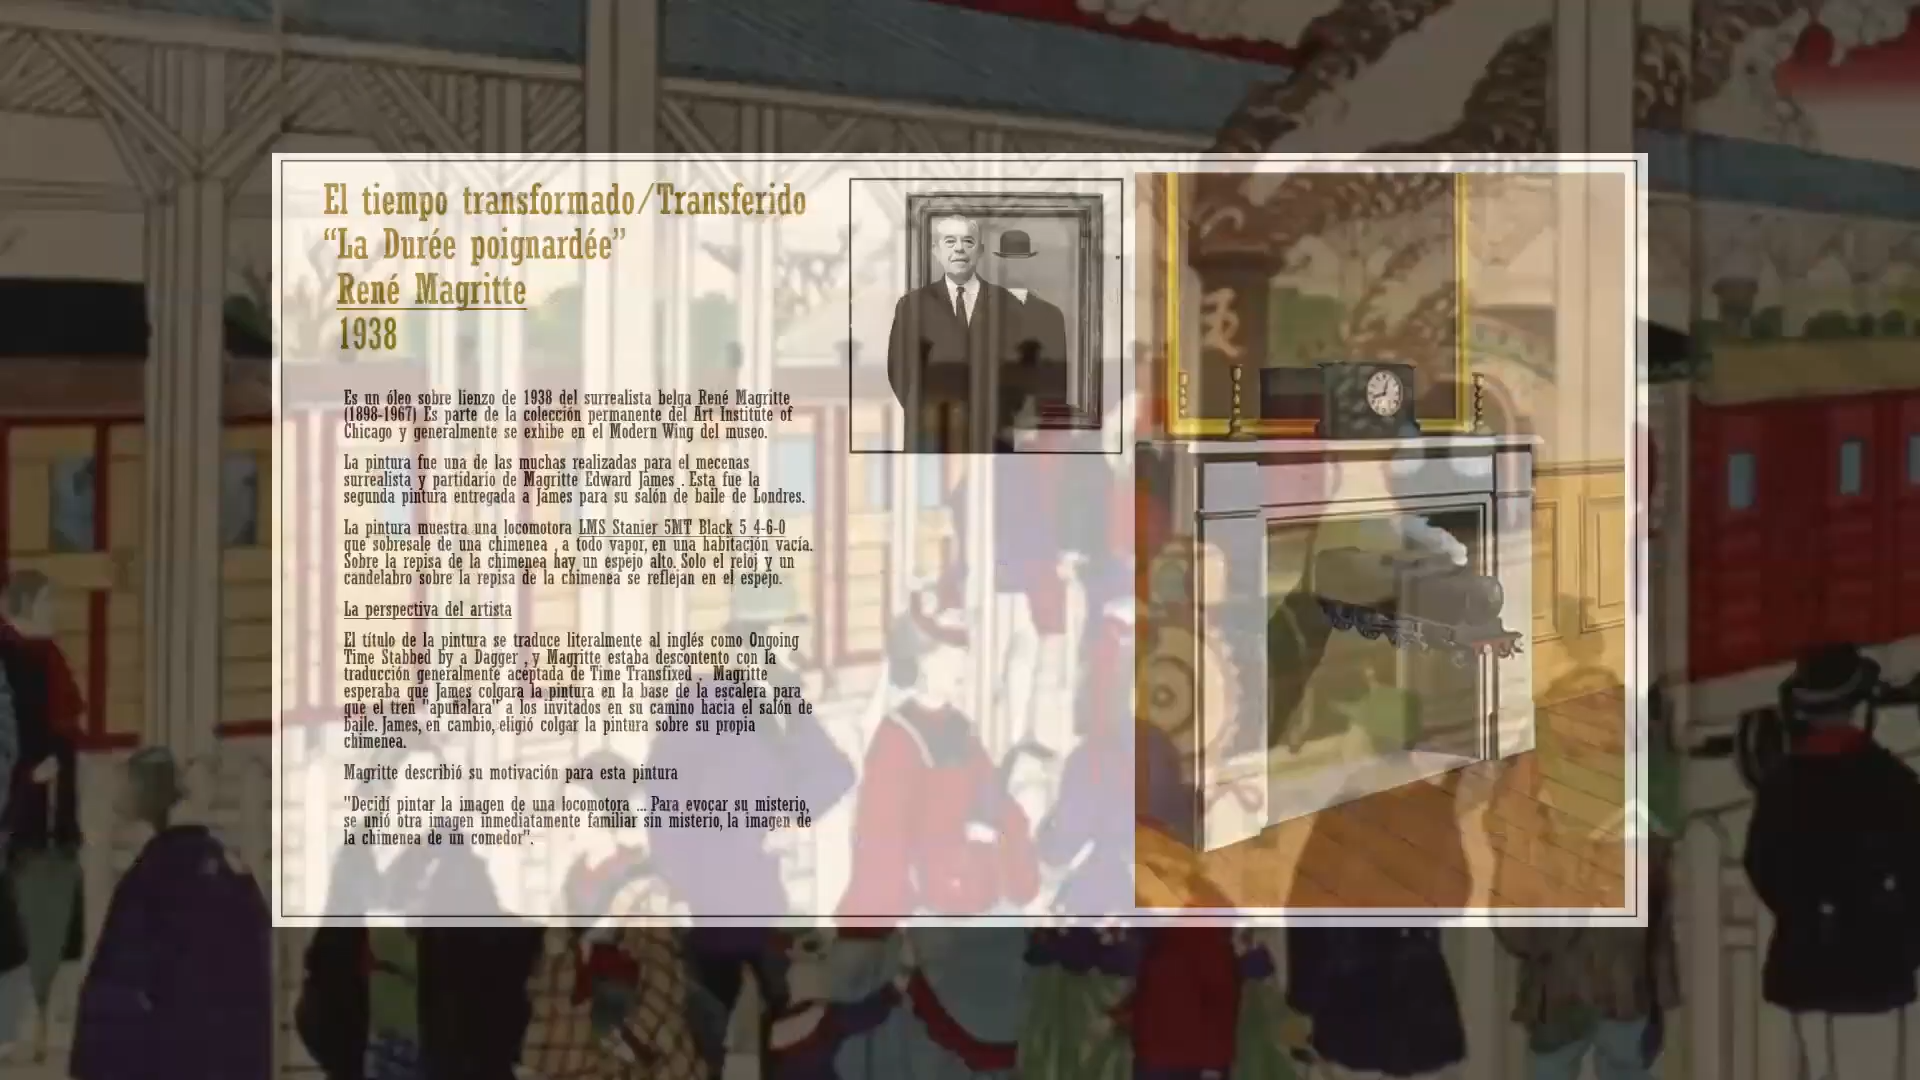 El tiempo transformado/Transferido
“La Durée poignardée”
René Magritte
1938
Es un óleo sobre lienzo de 1938 del surrealista belga René Magritte
(1898-1967) Es parte de la colección permanente del Art Institute of
Chicago y generalmente se exhibe en el Modern Wing del museo.
La pintura fue una de las muchas realizadas para el mecenas
surrealista y partidario de Magritte Edward James . Esta fue la
segunda pintura entregada a James para su salón de baile de Londres.
La pintura muestra una locomotora LMS Stanier 5MT Black 5 4-6-0
que sobresale de una chimenea , a todo vapor, en una habitación vacía.
Sobre la repisa de la chimenea hay un espejo alto. Solo el reloj y un
candelabro sobre la repisa de la chimenea se reflejan en el espejo.
La perspectiva del artista
El título de la pintura se traduce literalmente al inglés como Ongoing
Time Stabbed by a Dagger , y Magritte estaba descontento con la
traducción generalmente aceptada de Time Transfixed . Magritte
esperaba que James colgara la pintura en la base de la escalera para
que el tren "apuñalara" a los invitados en su camino hacia el salón de
baile. James, en cambio, eligió colgar la pintura sobre su propia
chimenea.
Magritte describió su motivación para esta pintura
"Decidí pintar la imagen de una locomotora ... Para evocar su misterio,
se unió otra imagen inmediatamente familiar sin misterio, la imagen de
la chimenea de un comedor".